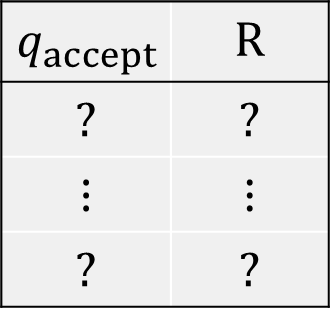 q_accept R
? ?
⋮ ⋮
? ?